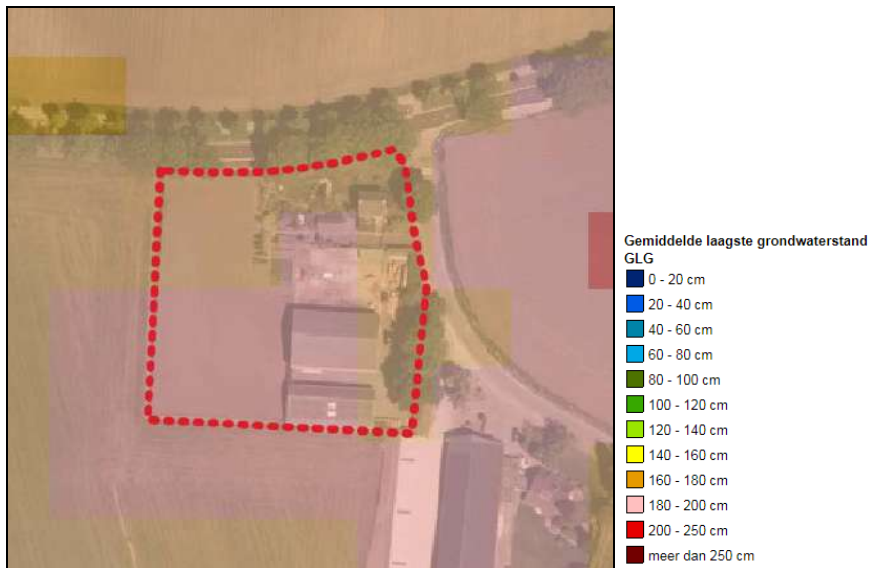 Gemiddelde laagste grondwaterstand
GLG
0 - 20 cm
20 - 40 cm
40 - 60 cm
60 - 80 cm
80 - 100 cm
100 - 120 cm
120 - 140 cm
140 - 160 cm
160 - 180 cm
180 - 200 cm
200 - 250 cm
meer dan 250 cm